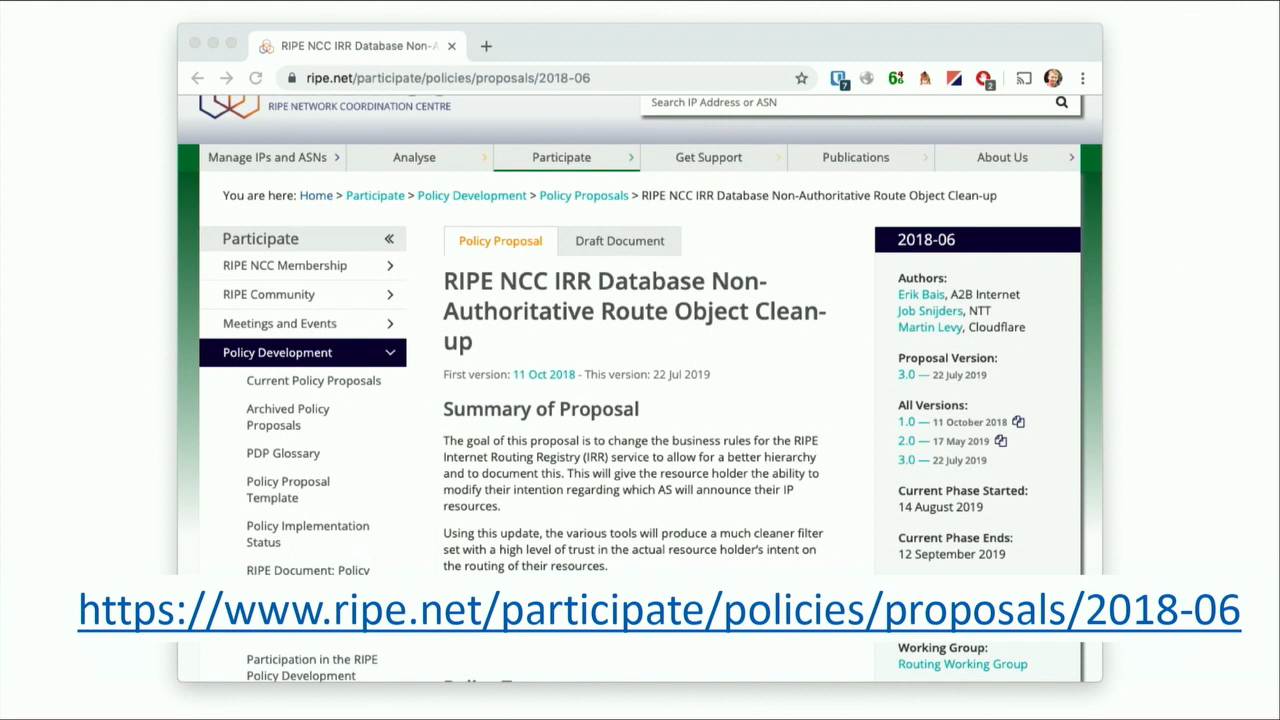 RIPE NCC IRR Database Non-A
ripe.net/participate/policies/proposals/2018-06
7
2
RIPE NETWORK COORDINATION CENTRE
Search IP Address or ASN
Manage IPs and ASNs
Analyse
Participate
Get Support
Publications
About Us
You are here: Home > Participate > Policy Development > Policy Proposals > RIPE NCC IRR Database Non-Authoritative Route Object Clean-up
Participate
RIPE NCC Membership
RIPE Community
Meetings and Events
Policy Development
Current Policy Proposals
Archived Policy
Proposals
PDP Glossary
Policy Proposal
Template
Policy Implementation
Status
RIPE Document: Policy
Participation in the RIPE
Policy Development
Policy Proposal
Draft Document
RIPE NCC IRR Database Non-
Authoritative Route Object Clean-
up
First version: 11 Oct 2018 - This version: 22 Jul 2019
Summary of Proposal
The goal of this proposal is to change the business rules for the RIPE
Internet Routing Registry (IRR) service to allow for a better hierarchy
and to document this. This will give the resource holder the ability to
modify their intention regarding which AS will announce their IP
resources.
Using this update, the various tools will produce a much cleaner filter
set with a high level of trust in the actual resource holder's intent on
the routing of their resources.
2018-06
Authors:
Erik Bais, A2B Internet
Job Snijders, NTT
Martin Levy, Cloudflare
Proposal Version:
3.0 — 22 July 2019
All Versions:
1.0 — 11 October 2018
2.0 — 17 May 2019
3.0 — 22 July 2019
Current Phase Started:
14 August 2019
Current Phase Ends:
12 September 2019
Working Group:
Routing Working Group
https://www.ripe.net/participate/policies/proposals/2018-06